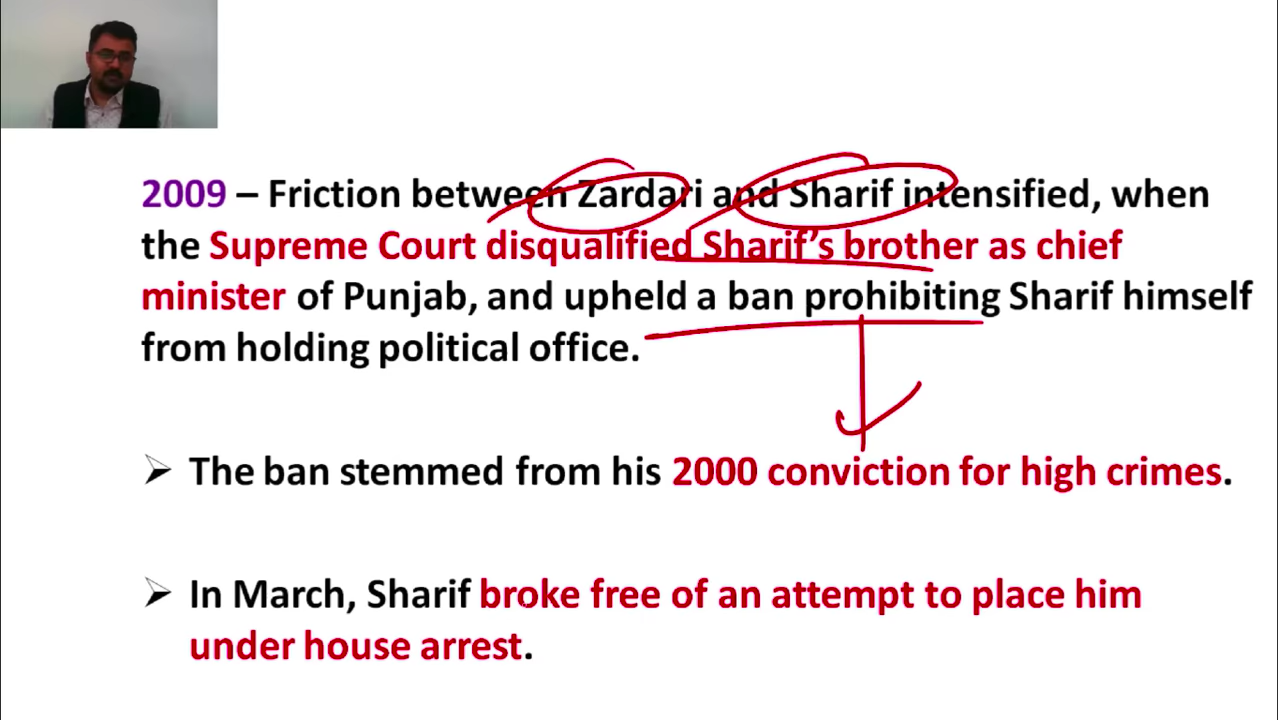 2009 – Friction between Zardari and Sharif intensified, when
the Supreme Court disqualified Sharif's brother as chief
minister of Punjab, and upheld a ban prohibiting Sharif himself
from holding political office.
➢ The ban stemmed from his 2000 conviction for high crimes.
➢ In March, Sharif broke free of an attempt to place him
under house arrest.